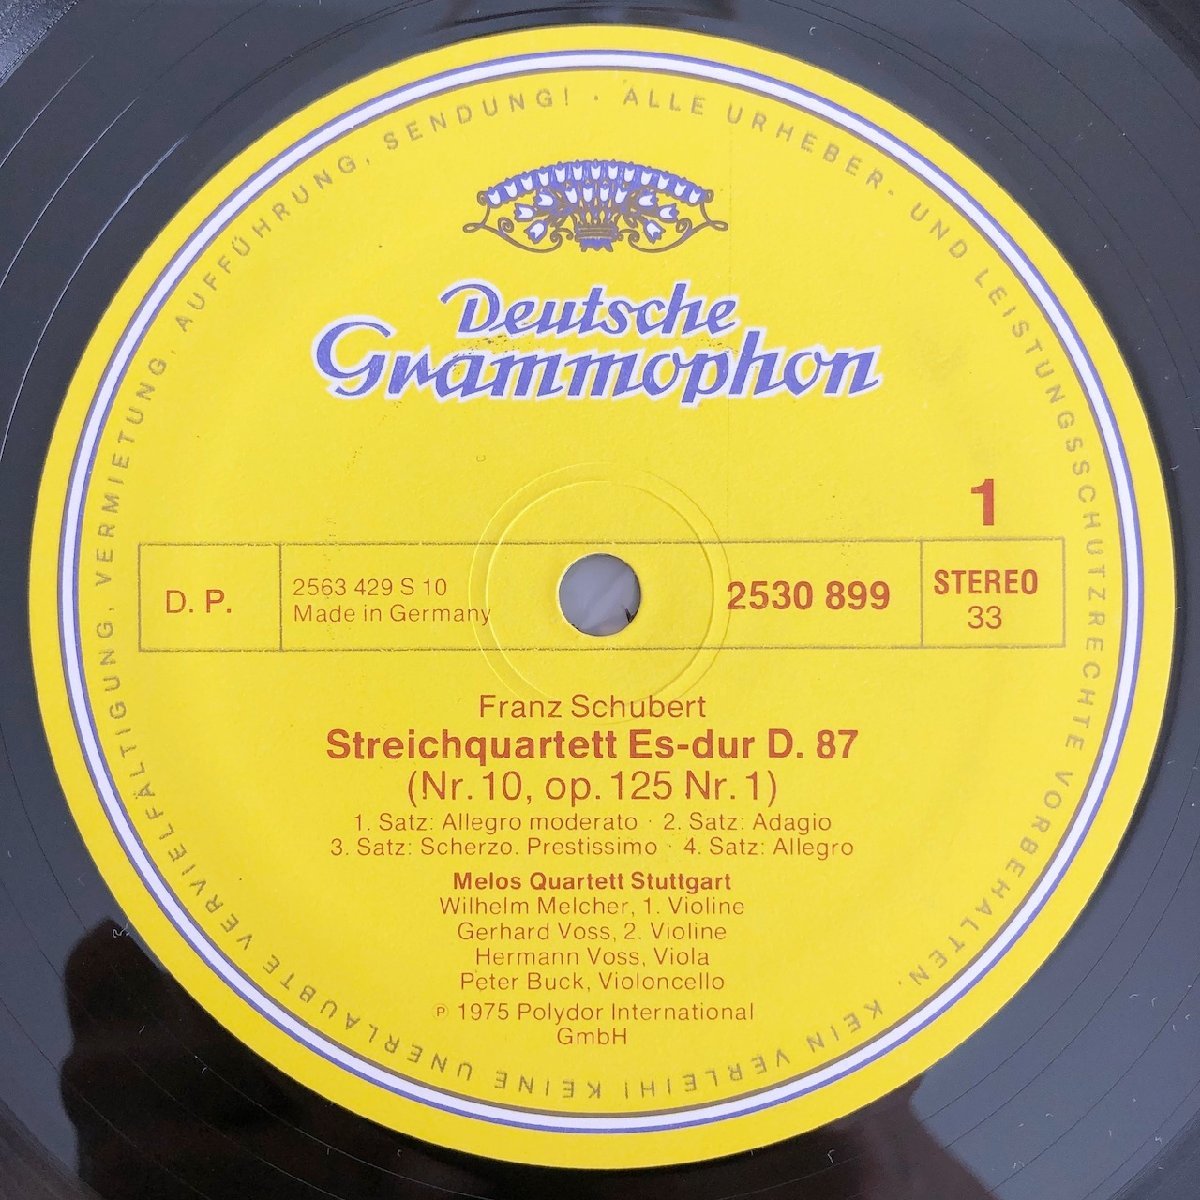 ALLE URHEBER- UND LEISTUNGSSCHUTZRECHTE VORBEHALTEN. KEIN VERLEIH! KEINE UNERLAUBTE VERVIELFÄLTIGUNG, VERMIETUNG, AUFFÜHRUNG, SENDUNG! ·
Deutsche
Grammophon
1
D. P.
2563 429 S 10
Made in Germany
2530 899
STEREO
33
Franz Schubert
Streichquartett Es-dur D. 87
(Nr. 10, op. 125 Nr. 1)
1. Satz: Allegro moderato · 2. Satz: Adagio
3. Satz: Scherzo. Prestissimo · 4. Satz: Allegro
Melos Quartett Stuttgart
Wilhelm Melcher, 1. Violine
Gerhard Voss, 2. Violine
Hermann Voss, Viola
Peter Buck, Violoncello
℗ 1975 Polydor International
GmbH